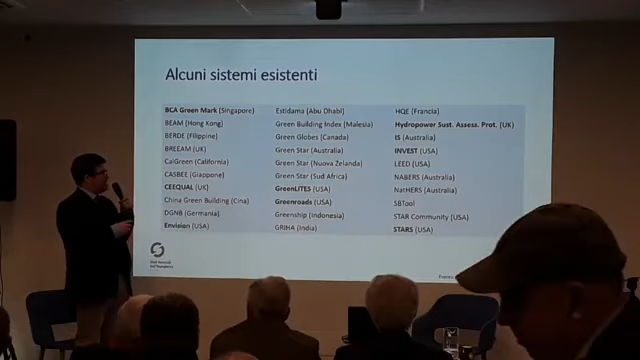 Alcuni sistemi esistenti
BCA Green Mark (Singapore)
BEAM (Hong Kong)
BERDE (Filippine)
BREEAM (UK)
CalGreen (California)
CASBEE (Giappone)
CEEQUAL (UK)
China Green Building (Cina)
DGNB (Germania)
Envision (USA)
Estidama (Abu Dhabi)
Green Building Index (Malesia)
Green Globes (Canada)
Green Star (Australia)
Green Star (Nuova Zelanda)
Green Star (Sud Africa)
GreenLITES (USA)
Greenroads (USA)
Greenship (Indonesia)
GRIHA (India)
HQE (Francia)
Hydropower Sust. Assess. Prot. (UK)
IS (Australia)
INVEST (USA)
LEED (USA)
NABERS (Australia)
NatHERS (Australia)
SBTool
STAR Community (USA)
STARS (USA)